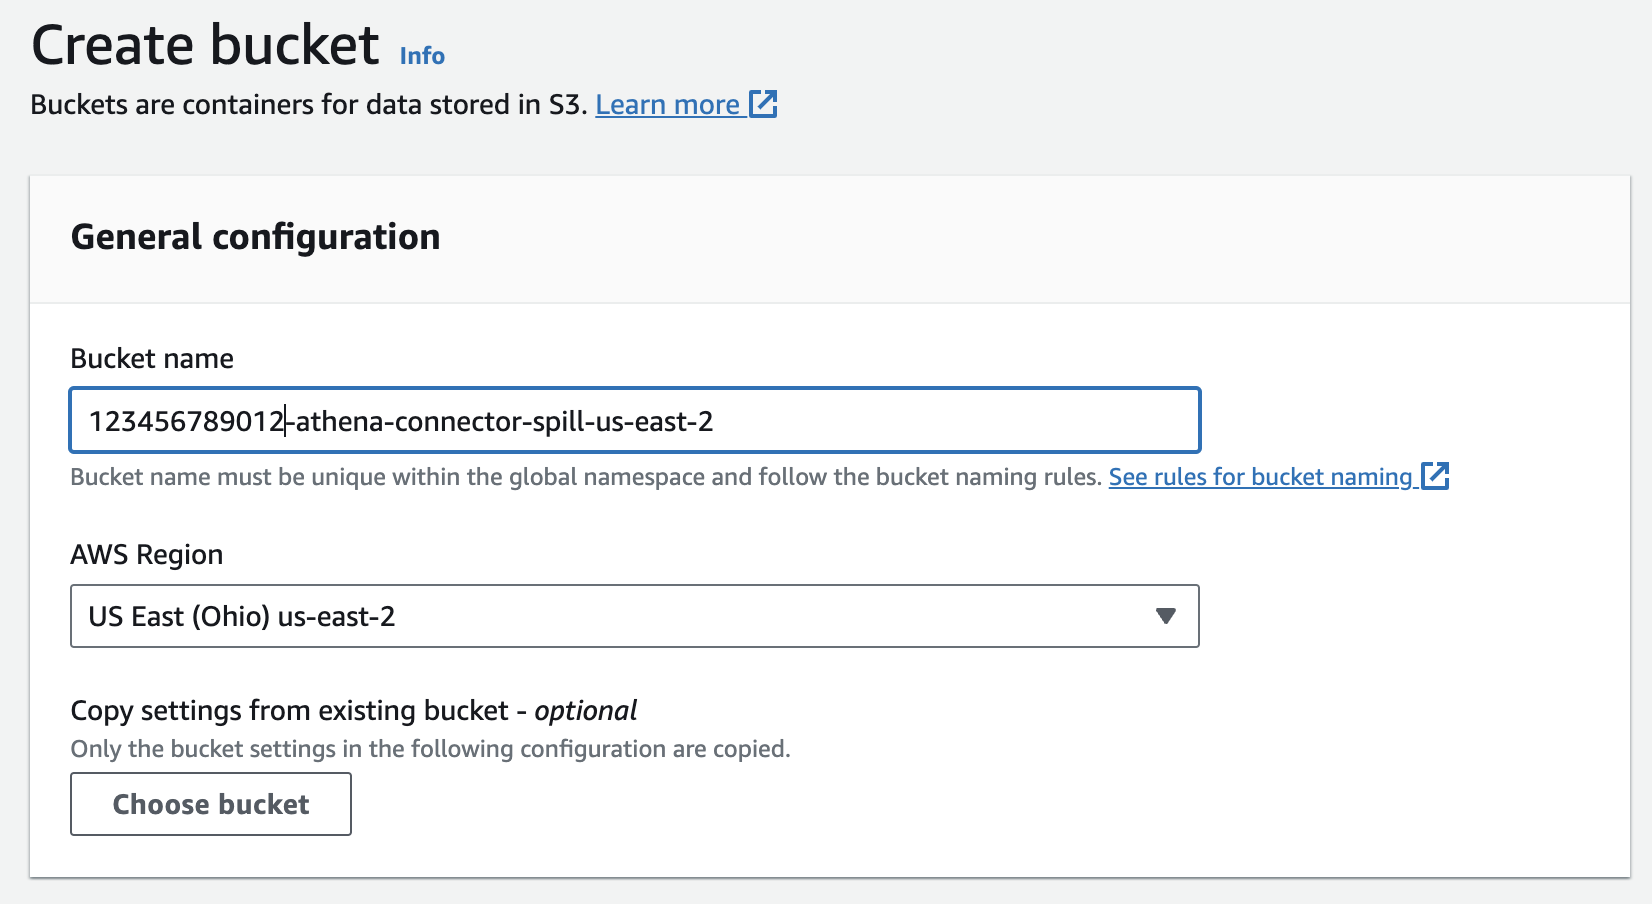 Create bucket Info
Buckets are containers for data stored in S3. Learn more
General configuration
Bucket name
123456789012-athena-connector-spill-us-east-2
Bucket name must be unique within the global namespace and follow the bucket naming rules. See rules for bucket naming
AWS Region
US East (Ohio) us-east-2
Copy settings from existing bucket - optional
Only the bucket settings in the following configuration are copied.
Choose bucket